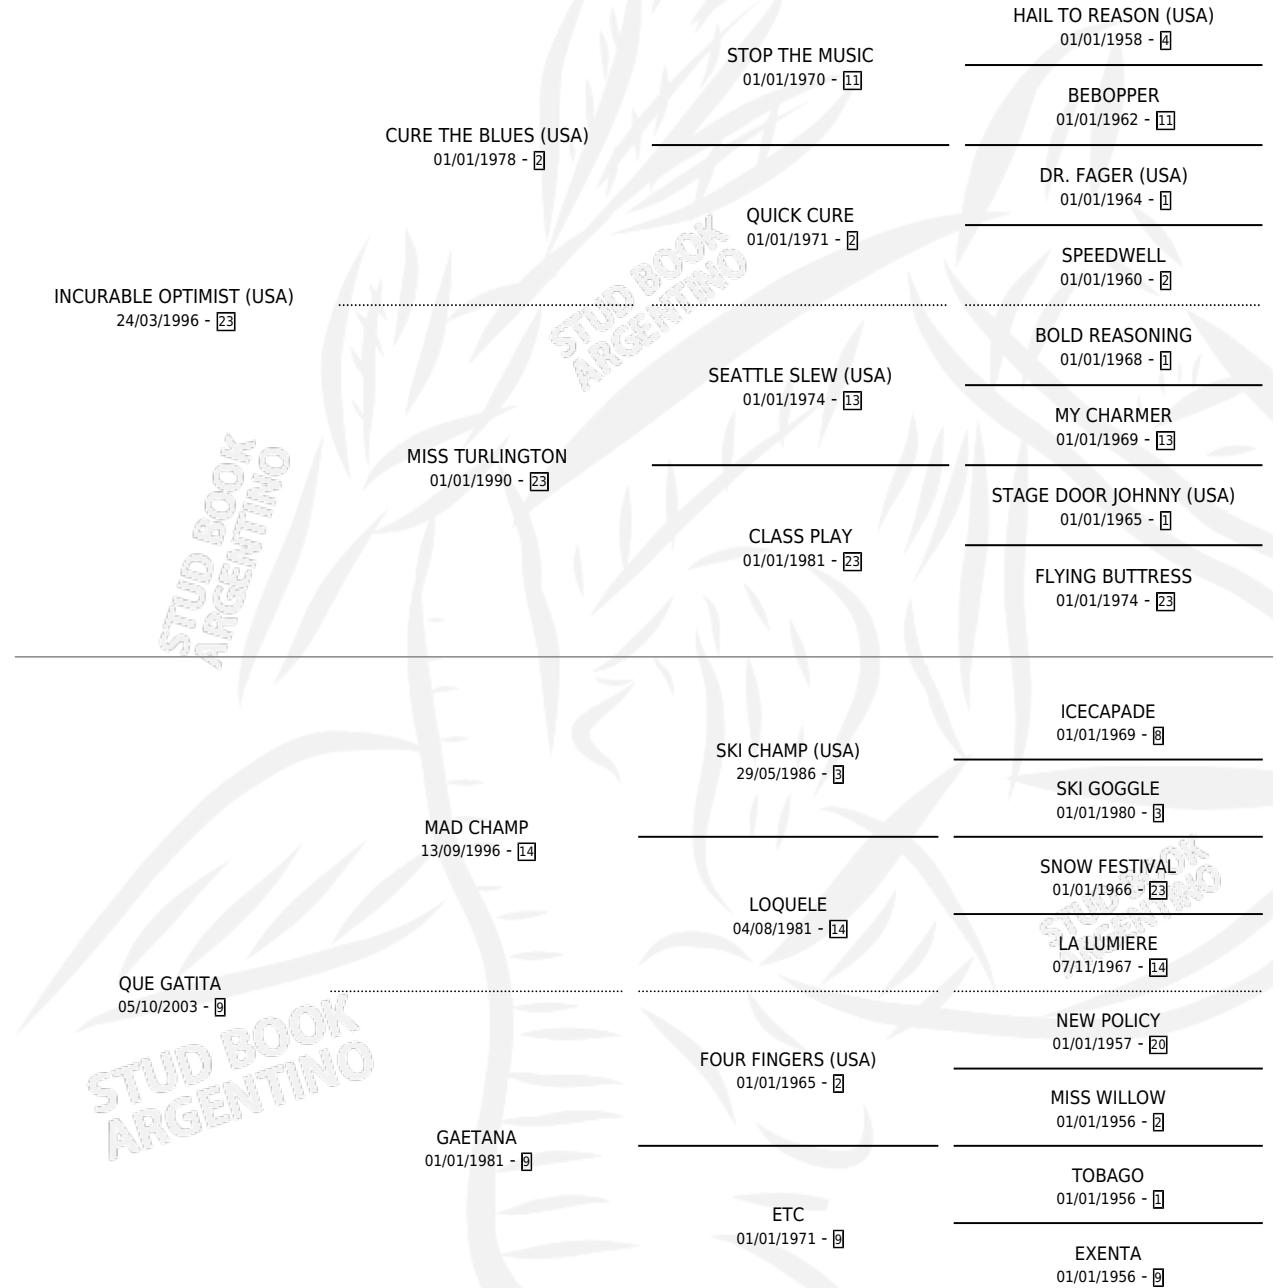 HAIL TO REASON (USA)
01/01/1958 - 4
STOP THE MUSIC
01/01/1970 - 11
BEBOPPER
01/01/1962 - 11
CURE THE BLUES (USA)
01/01/1978 - 2
DR. FAGER (USA)
01/01/1964 - 1
QUICK CURE
01/01/1971 - 2
SPEEDWELL
01/01/1960 - 2
INCURABLE OPTIMIST (USA)
24/03/1996 - 23
BOLD REASONING
01/01/1968 - 1
SEATTLE SLEW (USA)
01/01/1974 - 13
MY CHARMER
01/01/1969 - 13
MISS TURLINGTON
01/01/1990 - 23
STAGE DOOR JOHNNY (USA)
01/01/1965 - 1
CLASS PLAY
01/01/1981 - 23
FLYING BUTTRESS
01/01/1974 - 23
ICECAPADE
01/01/1969 - 8
SKI CHAMP (USA)
29/05/1986 - 3
SKI GOGGLE
01/01/1980 - 3
MAD CHAMP
13/09/1996 - 14
SNOW FESTIVAL
01/01/1966 - 23
LOQUELE
04/08/1981 - 14
LA LUMIERE
07/11/1967 - 14
QUE GATITA
05/10/2003 - 9
NEW POLICY
01/01/1957 - 20
FOUR FINGERS (USA)
01/01/1965 - 2
MISS WILLOW
01/01/1956 - 2
GAETANA
01/01/1981 - 9
TOBAGO
01/01/1956 - 1
ETC
01/01/1971 - 9
EXENTA
01/01/1956 - 9
STUD BOOK
ARGENTINO
STUD BOOK
ARGENTINO
STUD BOOK
ARGENTINO
STUD BOOK
ARGENTINO